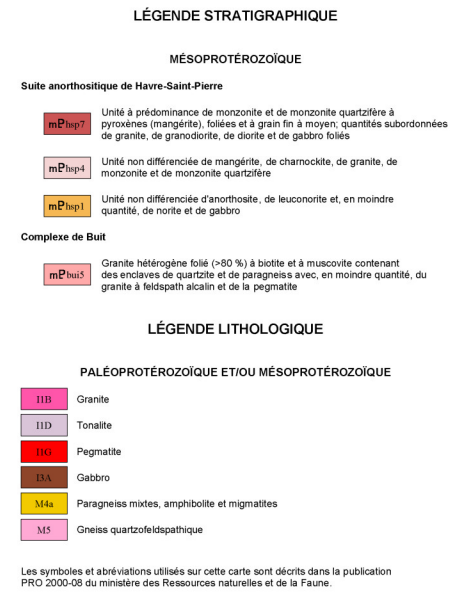 LÉGENDE STRATIGRAPHIQUE
MÉSOPROTÉROZOÏQUE
Suite anorthositique de Havre-Saint-Pierre
mPhsp7
Unité à prédominance de monzonite et de monzonite quartzifère à
pyroxènes (mangérite), foliées et à grain fin à moyen; quantités subordonnées
de granite, de granodiorite, de diorite et de gabbro foliés
mPhsp4
Unité non différenciée de mangérite, de charnockite, de granite, de
monzonite et de monzonite quartzifère
mPhsp1
Unité non différenciée d'anorthosite, de leuconorite et, en moindre
quantité, de norite et de gabbro
Complexe de Buit
mPbui5
Granite hétérogène folié (>80 %) à biotite et à muscovite contenant
des enclaves de quartzite et de paragneiss avec, en moindre quantité, du
granite à feldspath alcalin et de la pegmatite
LÉGENDE LITHOLOGIQUE
PALÉOPROTÉROZOÏQUE ET/OU MÉSOPROTÉROZOÏQUE
I1B Granite
I1D Tonalite
I1G Pegmatite
I3A Gabbro
M4a Paragneiss mixtes, amphibolite et migmatites
M5 Gneiss quartzofeldspathique
Les symboles et abréviations utilisés sur cette carte sont décrits dans la publication
PRO 2000-08 du ministère des Ressources naturelles et de la Faune.